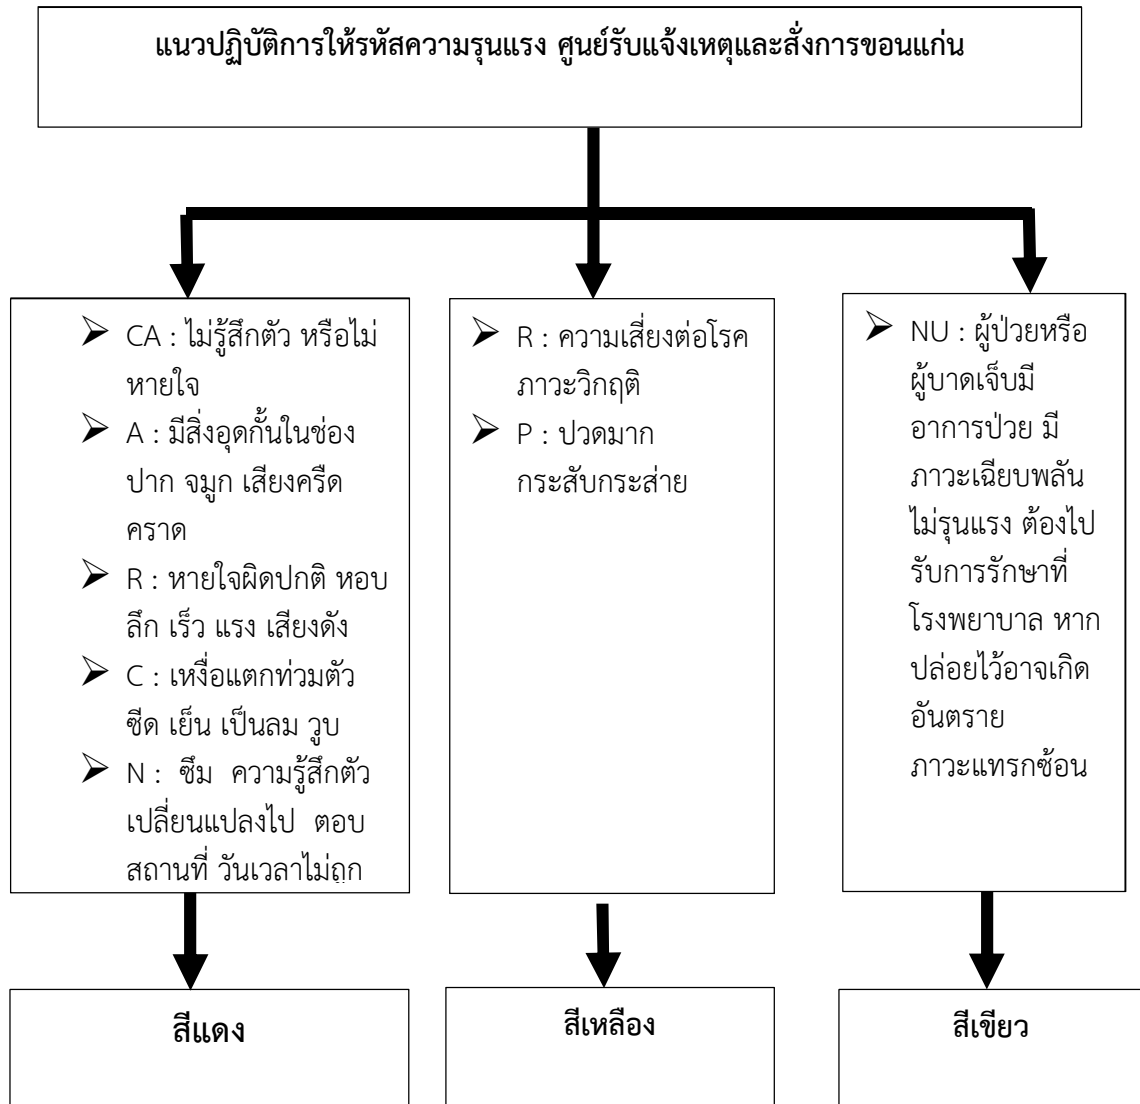 แนวปฏิบัติการให้รหัสความรุนแรง ศูนย์รับแจ้งเหตุและสั่งการขอนแก่น
CA : ไม่รู้สึกตัว หรือไม่
หายใจ
A : มีสิ่งอุดกั้นในช่อง
ปาก จมูก เสียงครืด
คราด
R : หายใจผิดปกติ หอบ
ลึก เร็ว แรง เสียงดัง
C : เหงื่อแตกท่วมตัว
ซีด เย็น เป็นลม วูบ
N : ซึม ความรู้สึกตัว
เปลี่ยนแปลงไป ตอบ
สถานที่ วันเวลาไม่ถูก
R : ความเสี่ยงต่อโรค
ภาวะวิกฤติ
P : ปวดมาก
กระสับกระส่าย
NU : ผู้ป่วยหรือ
ผู้บาดเจ็บมี
อาการป่วย มี
ภาวะเฉียบพลัน
ไม่รุนแรง ต้องไป
รับการรักษาที่
โรงพยาบาล หาก
ปล่อยไว้อาจเกิด
อันตราย
ภาวะแทรกซ้อน
สีแดง
สีเหลือง
สีเขียว